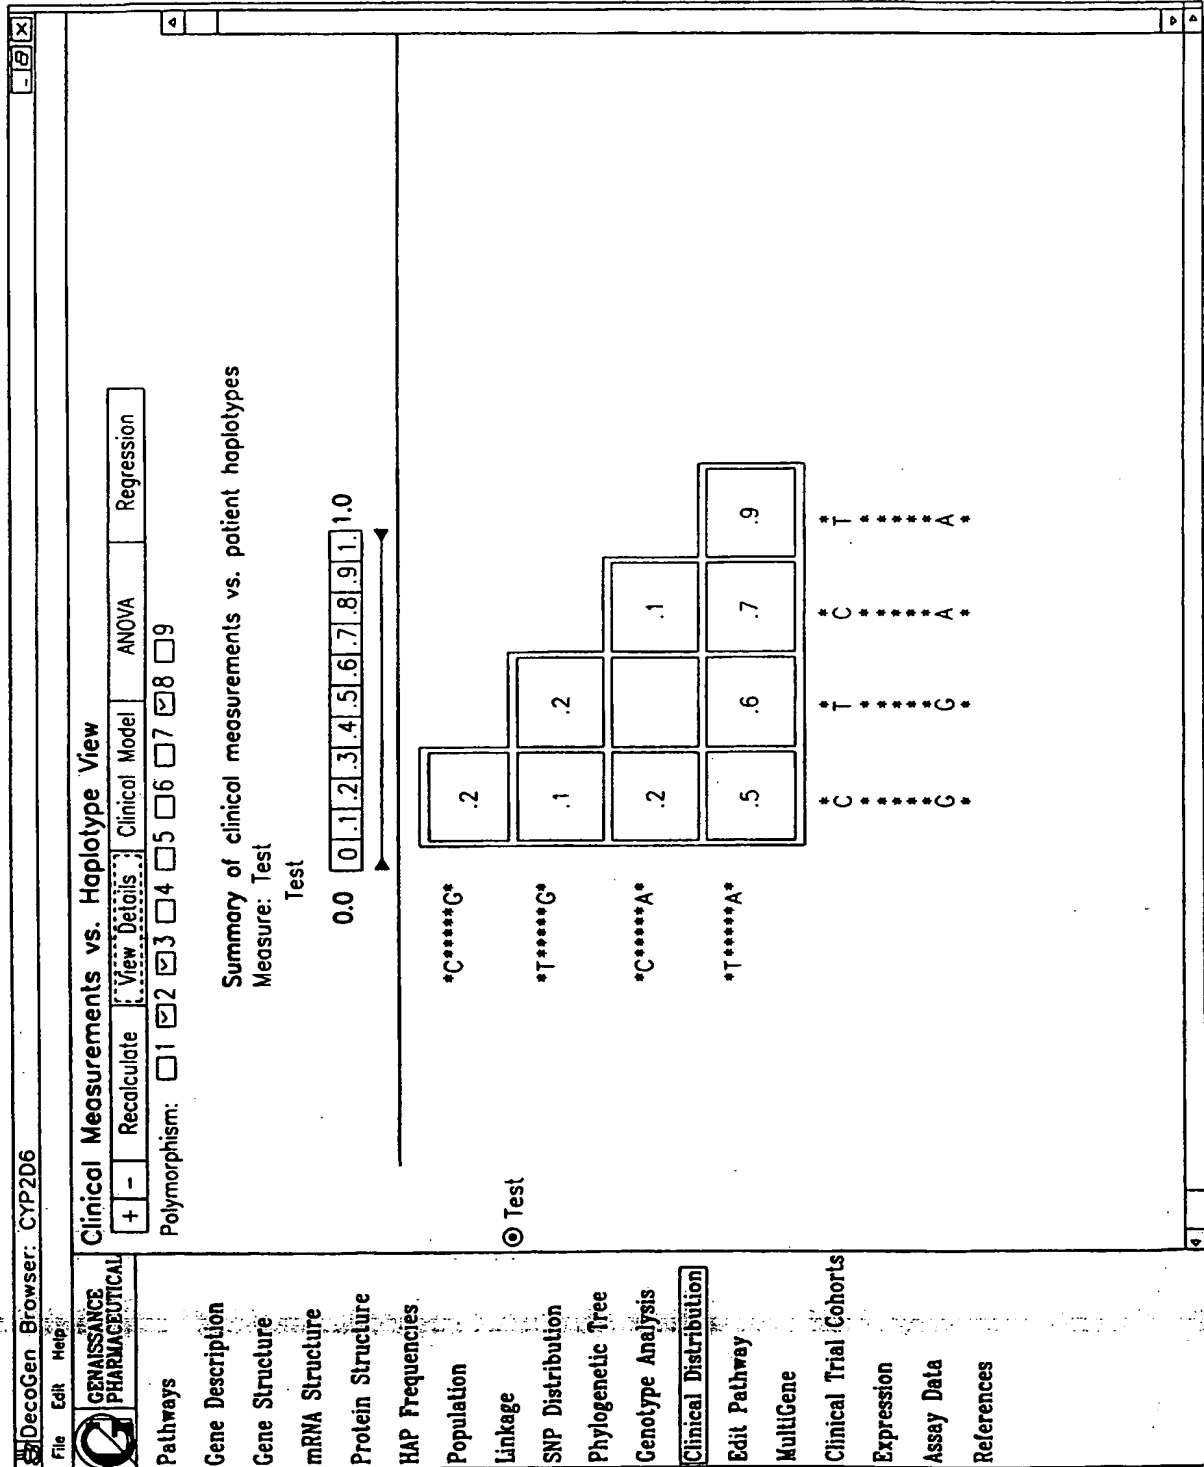 DecoGen Browser: CYP2D6
File Edit Help
GENAISSANCE
PHARMACEUTICAL
Pathways
Gene Description
Gene Structure
mRNA Structure
Protein Structure
HAP Frequencies
Population
Linkage
SNP Distribution
Phylogenetic Tree
Genotype Analysis
Clinical Distribution
Edit Pathway
MultiGene
Clinical Trial Cohorts
Expression
Assay Data
References
Clinical Measurements vs. Haplotype View
+ - Recalculate View Details Clinical Model ANOVA Regression
Polymorphism: 1 2 3 4 5 6 7 8 9
Summary of clinical measurements vs. patient haplotypes
Measure: Test
Test
0.0 0 .1 .2 .3 .4 .5 .6 .7 .8 .9 1. 1.0
Test
*C*****G* .2
*T*****G* .1 .2
*C*****A* .2 .1
*T*****A* .5 .6 .7 .9
* * * *
C T C T
* * * *
* * * *
* * * *
* * * *
* * * *
G G A A
* * * *